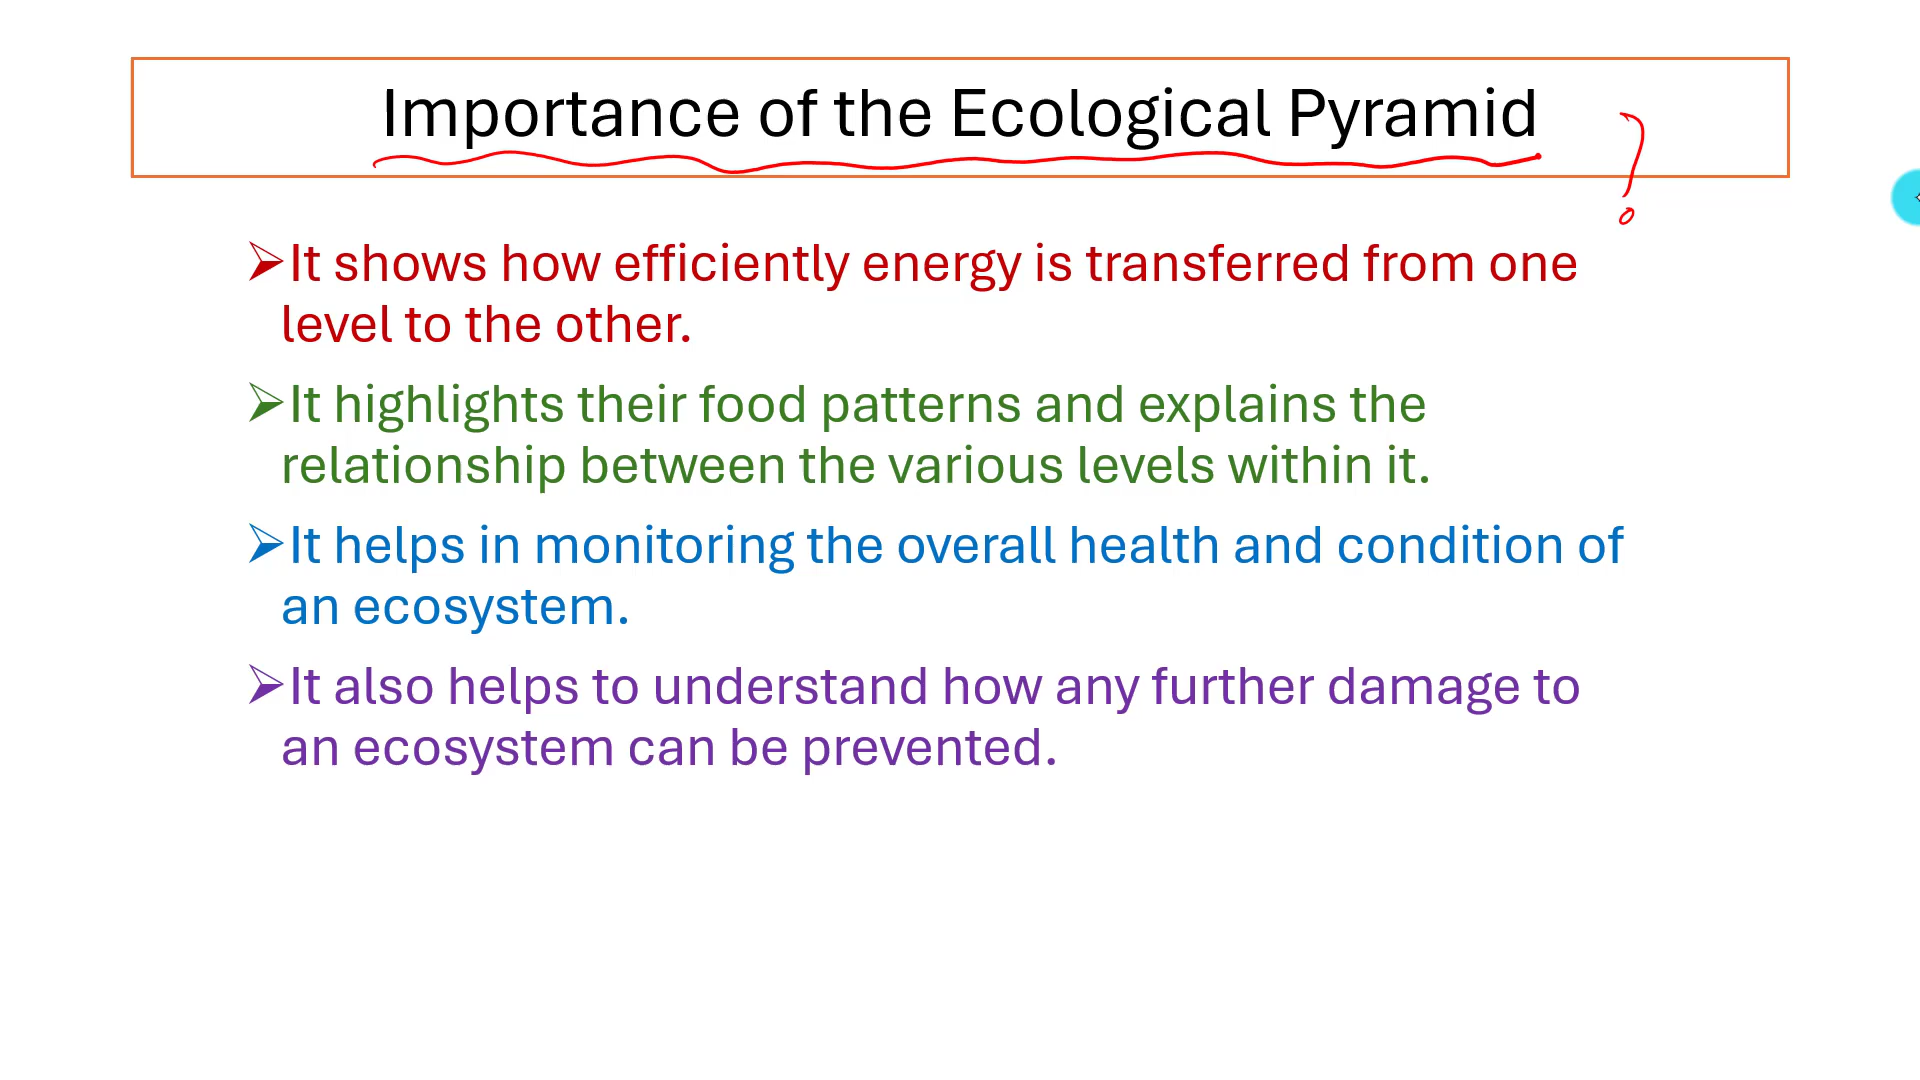 Importance of the Ecological Pyramid ?
➢It shows how efficiently energy is transferred from one
level to the other.
➢It highlights their food patterns and explains the
relationship between the various levels within it.
➢It helps in monitoring the overall health and condition of
an ecosystem.
➢It also helps to understand how any further damage to
an ecosystem can be prevented.